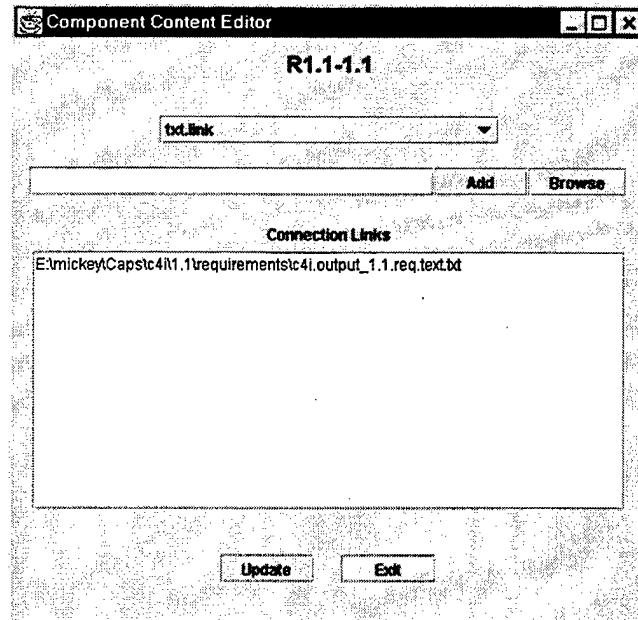 Component Content Editor
R1.1-1.1
txt.link
Add Browse
Connection Links
E:\mickey\Caps\c4i\1.1\requirements\c4i.output_1.1.req.text.txt
Update Exit